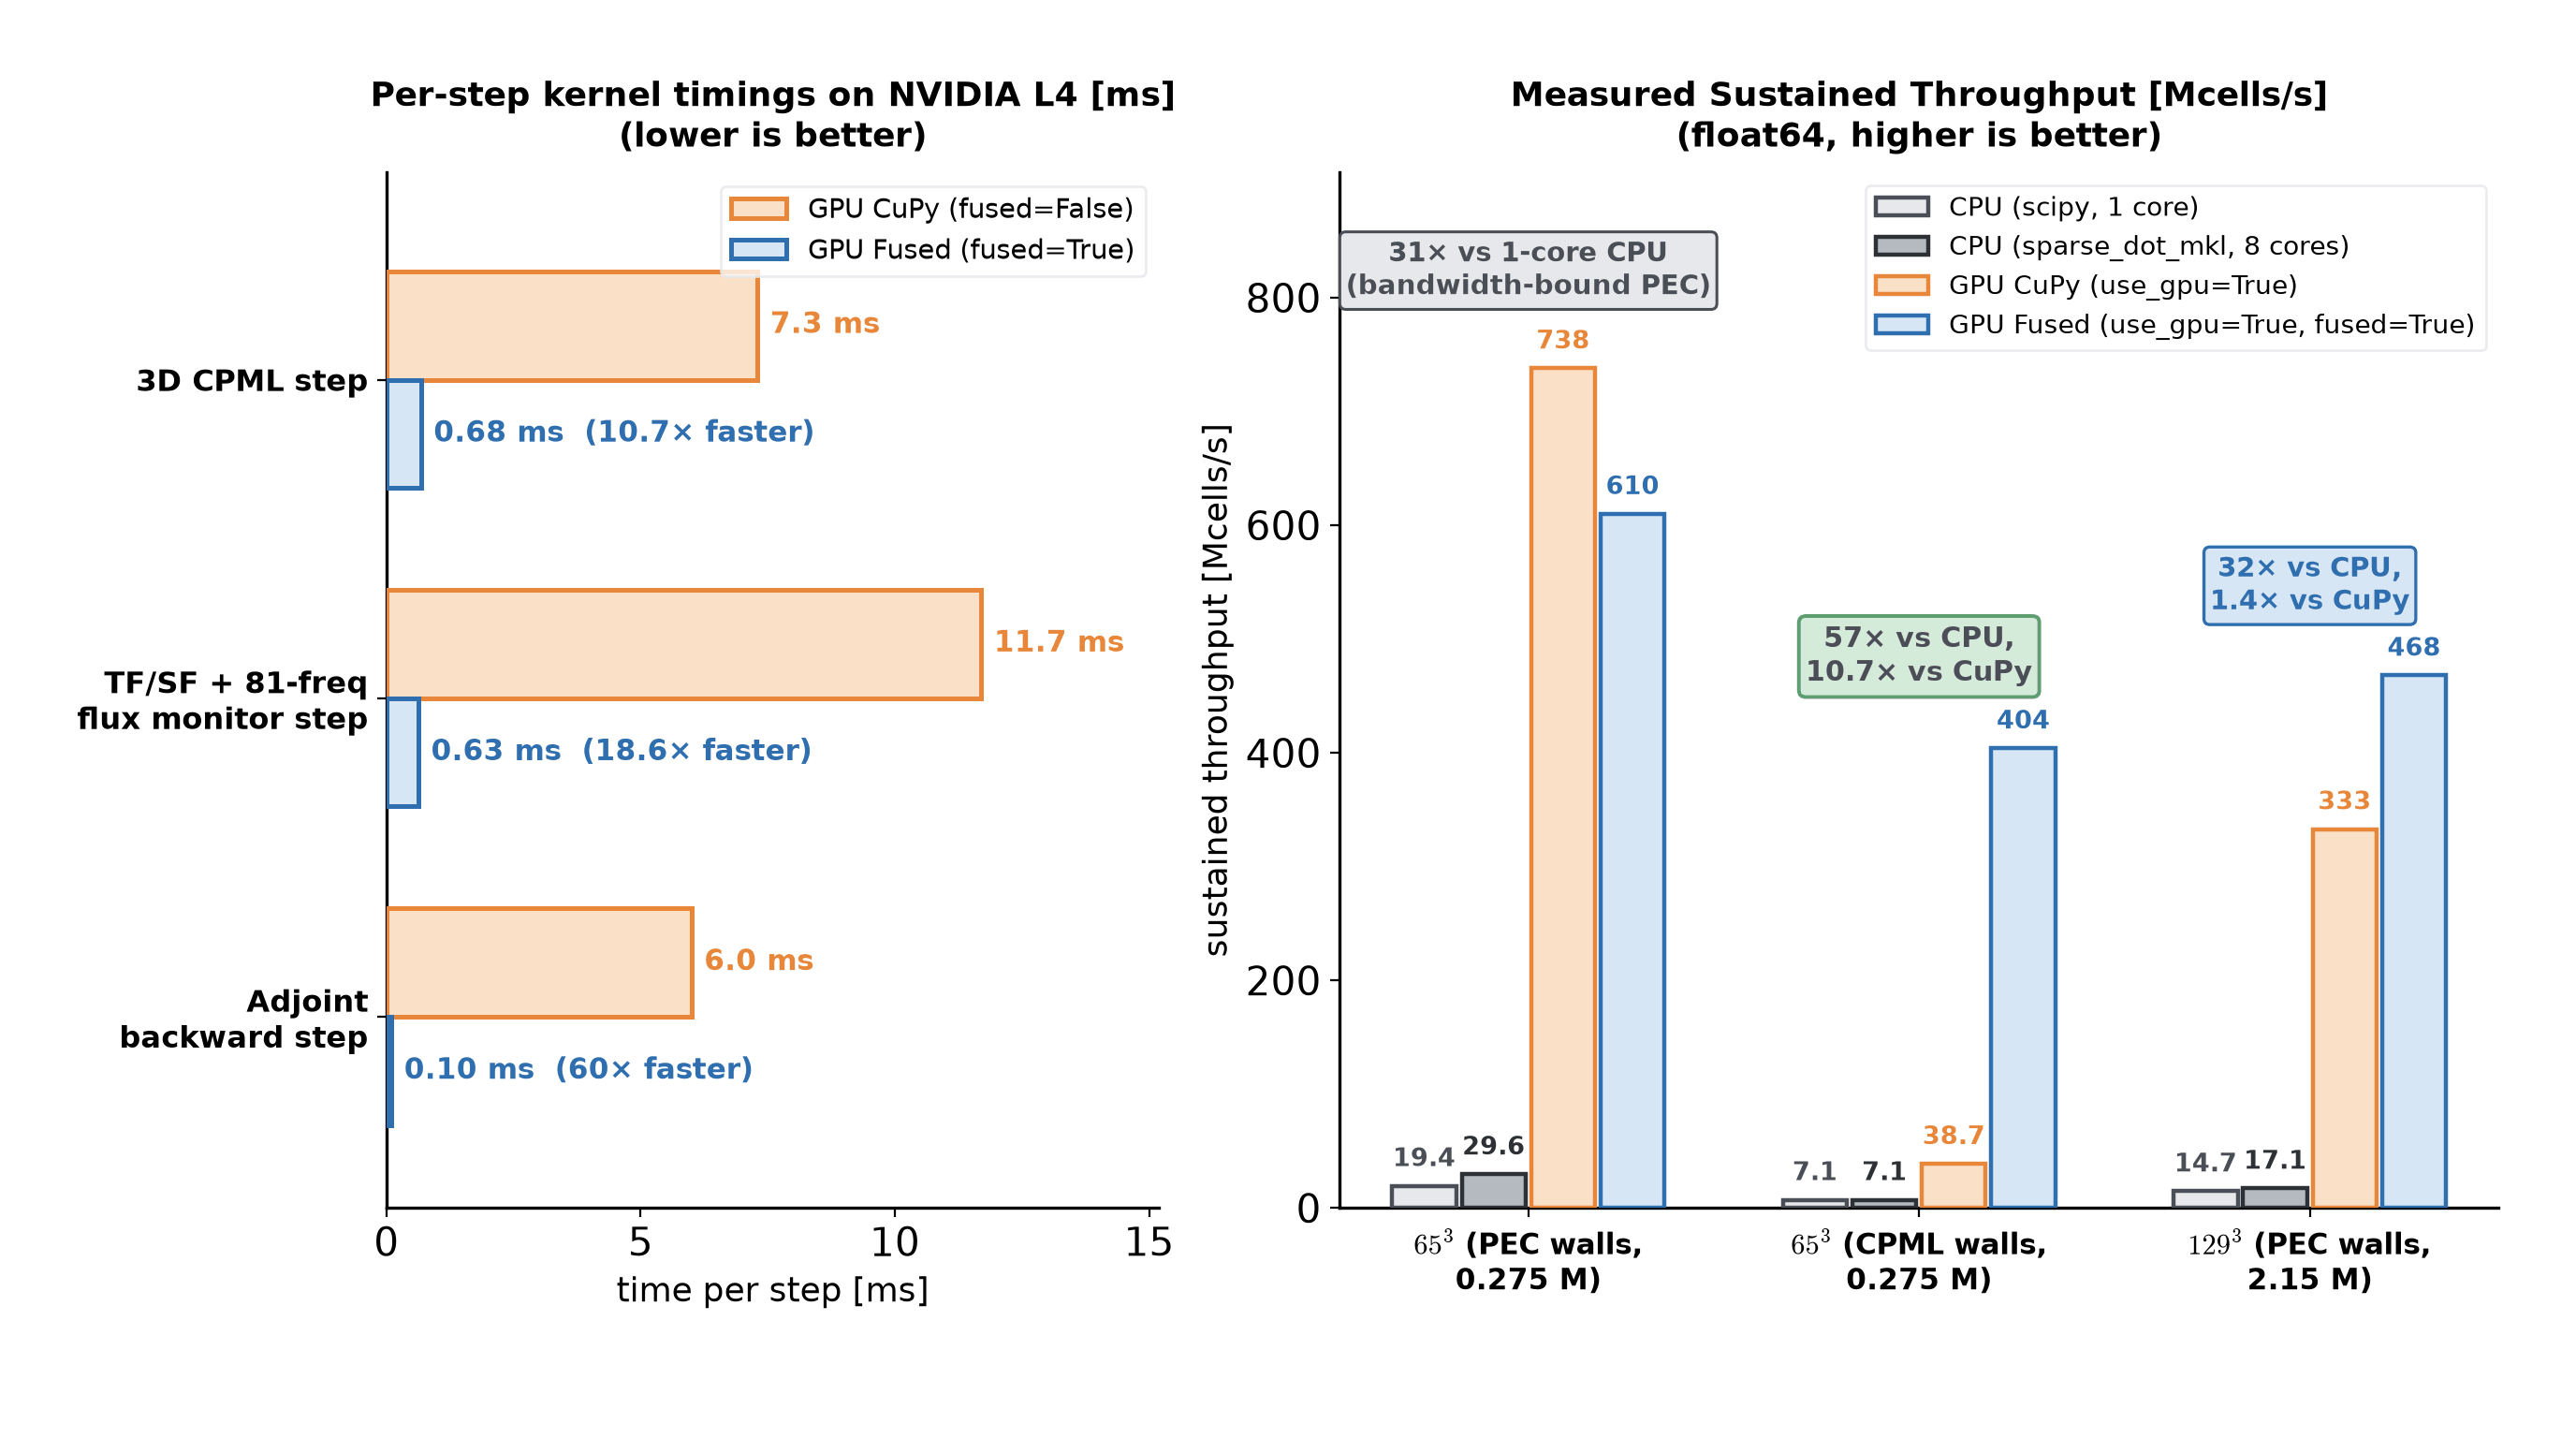 Per-step kernel timings on NVIDIA L4 [ms]
(lower is better)
GPU CuPy (fused=False)
GPU Fused (fused=True)
3D CPML step
7.3 ms
0.68 ms (10.7× faster)
TF/SF + 81-freq
flux monitor step
11.7 ms
0.63 ms (18.6× faster)
Adjoint
backward step
6.0 ms
0.10 ms (60× faster)
0 5 10 15
time per step [ms]
Measured Sustained Throughput [Mcells/s]
(float64, higher is better)
CPU (scipy, 1 core)
CPU (sparse_dot_mkl, 8 cores)
GPU CuPy (use_gpu=True)
GPU Fused (use_gpu=True, fused=True)
sustained throughput [Mcells/s]
800
600
400
200
0
31× vs 1-core CPU
(bandwidth-bound PEC)
19.4
29.6
738
610
57× vs CPU,
10.7× vs CuPy
7.1
7.1
38.7
404
32× vs CPU,
1.4× vs CuPy
14.7
17.1
333
468
65³ (PEC walls,
0.275 M)
65³ (CPML walls,
0.275 M)
129³ (PEC walls,
2.15 M)